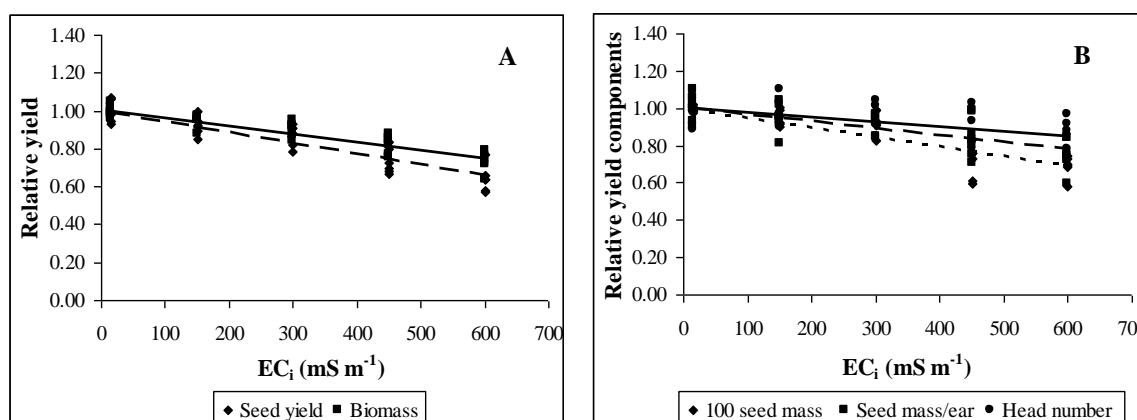 A
Relative yield
1.40
1.20
1.00
0.80
0.60
0.40
0.20
0.00
0 100 200 300 400 500 600 700
ECi (mS m-1)
Seed yield Biomass
B
Relative yield components
1.40
1.20
1.00
0.80
0.60
0.40
0.20
0.00
0 100 200 300 400 500 600 70
ECi (mS m-1)
100 seed mass Seed mass/ear Head number